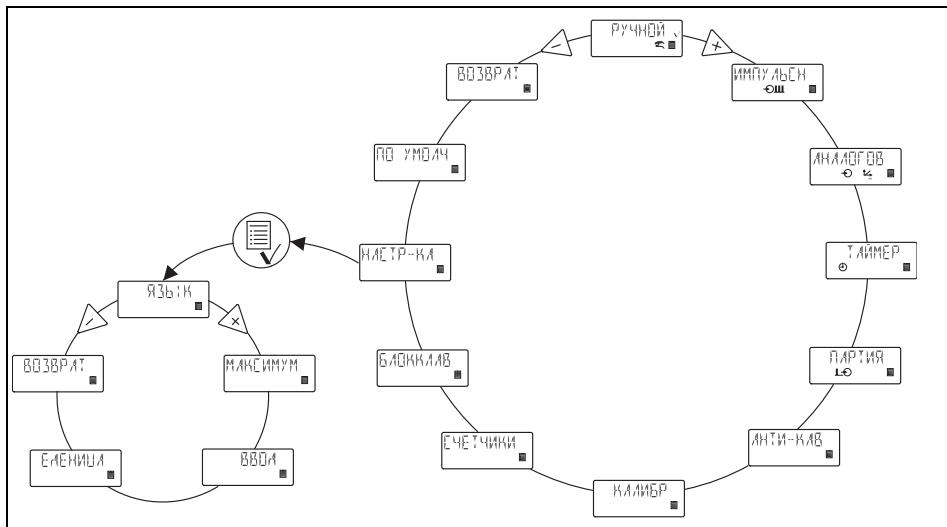 РУЧНОЙ
ИМПУЛЬСН
АНАЛОГОВ
ТАЙМЕР
ПАРТИЯ
АНТИ-КАВ
КАЛИБР
СЧЕТЧИКИ
БЛОККЛАВ
НАСТР-КА
ПО УМОЛЧ
ВОЗВРАТ
ЯЗЫК
МАКСИМУМ
ВВОД
ЕДЕНИЦА
ВОЗВРАТ